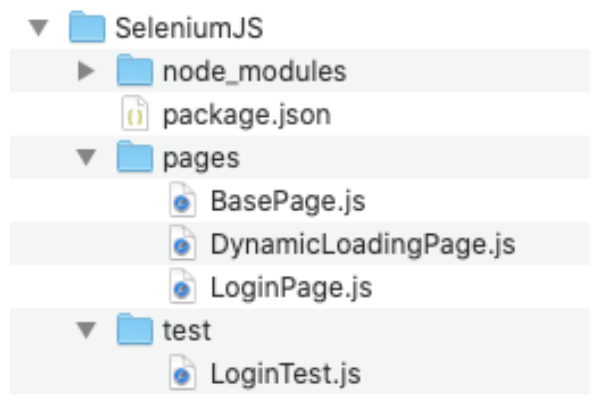 SeleniumJS
node_modules
package.json
pages
BasePage.js
DynamicLoadingPage.js
LoginPage.js
test
LoginTest.js